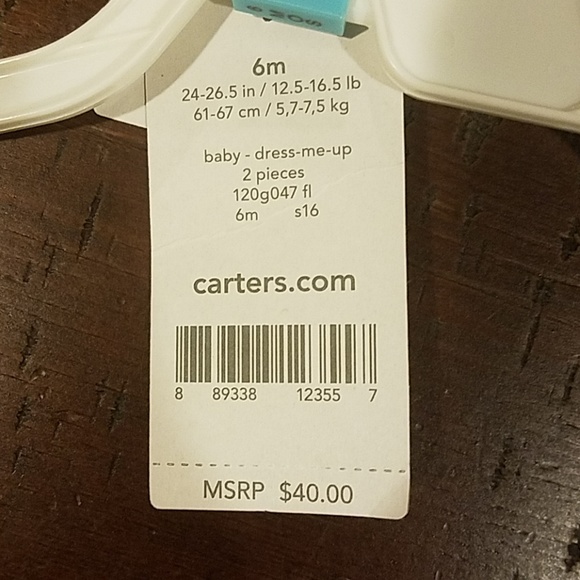 6m
24-26.5 in / 12.5-16.5 lb
61-67 cm / 5,7-7,5 kg
baby - dress-me-up
2 pieces
120g047 fl
6m s16
carters.com
8 89338 12355 7
MSRP $40.00